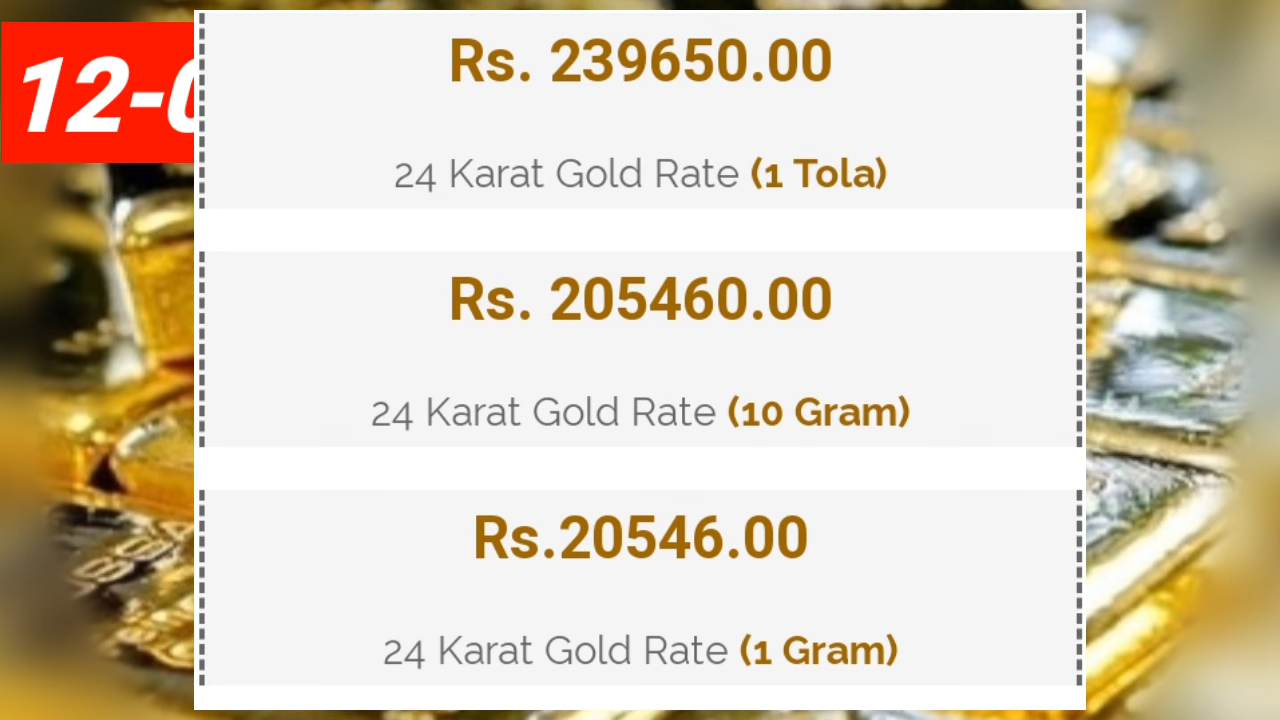 12-0
Rs. 239650.00
24 Karat Gold Rate (1 Tola)
Rs. 205460.00
24 Karat Gold Rate (10 Gram)
Rs.20546.00
24 Karat Gold Rate (1 Gram)